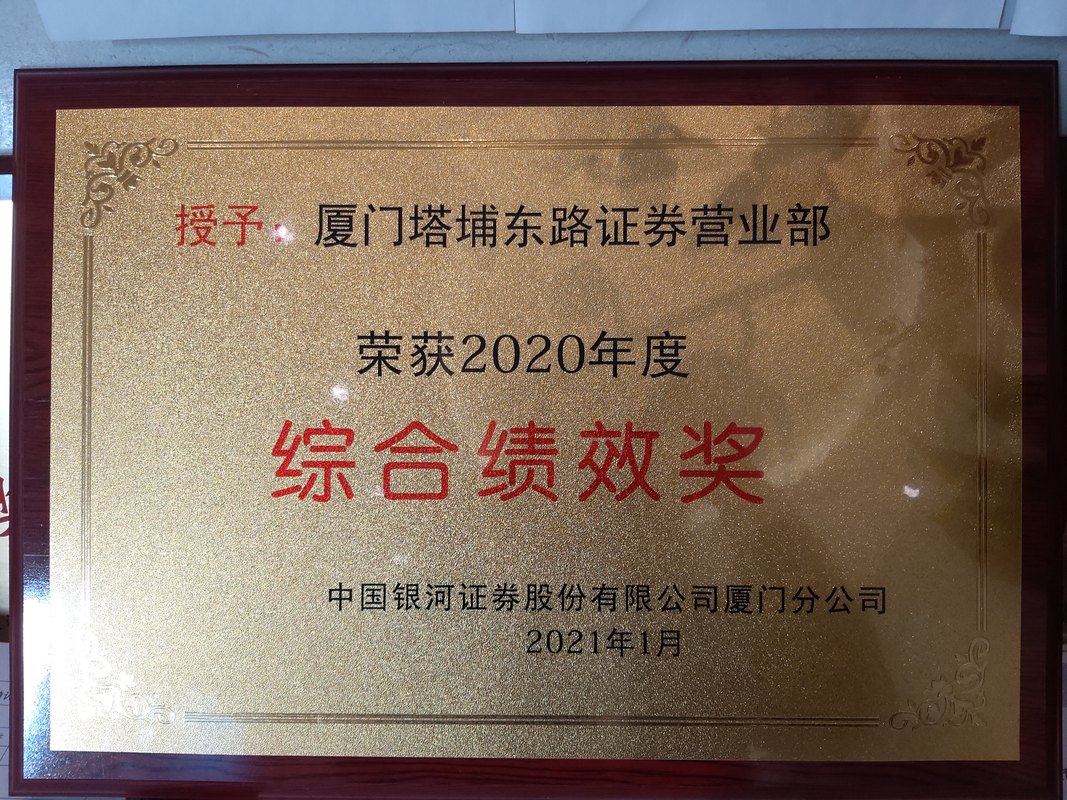 授予：厦门塔埔东路证券营业部
荣获2020年度
综合绩效奖
中国银河证券股份有限公司厦门分公司
2021年1月